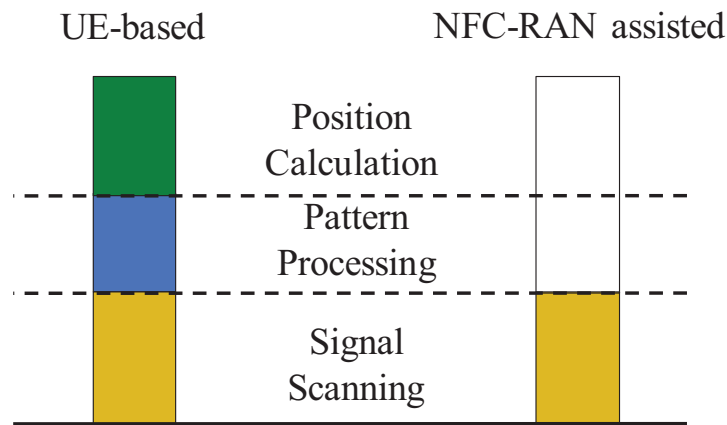 UE-based
NFC-RAN assisted
Position
Calculation
Pattern
Processing
Signal
Scanning